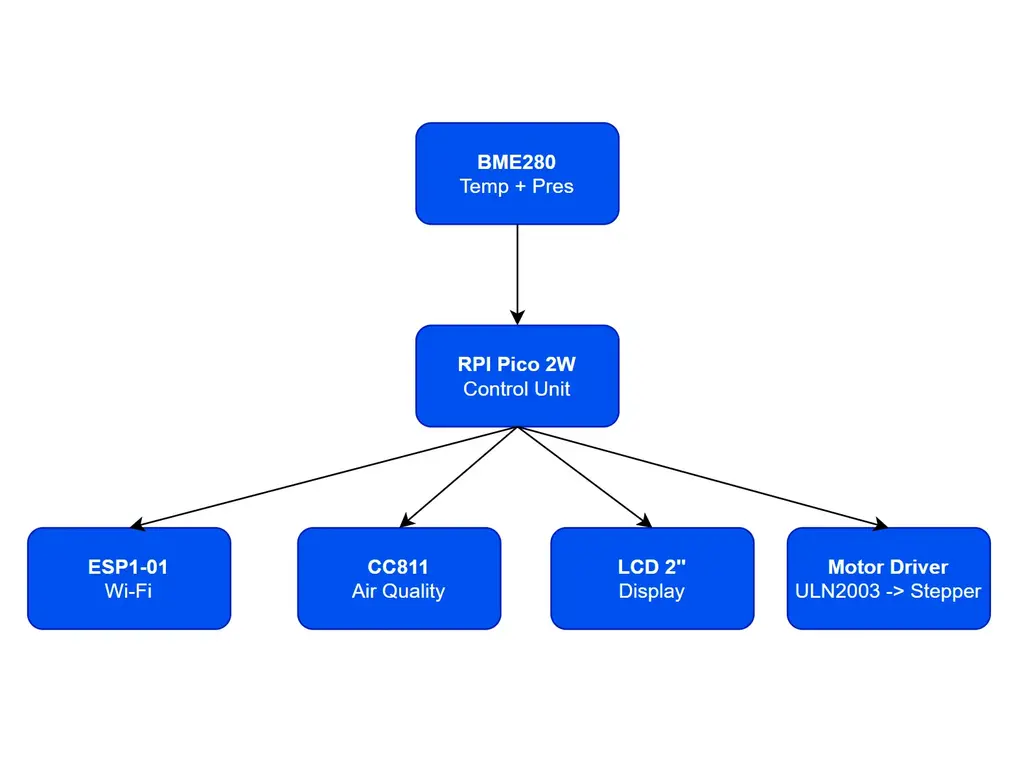 BME280
Temp + Pres
RPI Pico 2W
Control Unit
ESP1-01
Wi-Fi
CC811
Air Quality
LCD 2"
Display
Motor Driver
ULN2003 -> Stepper